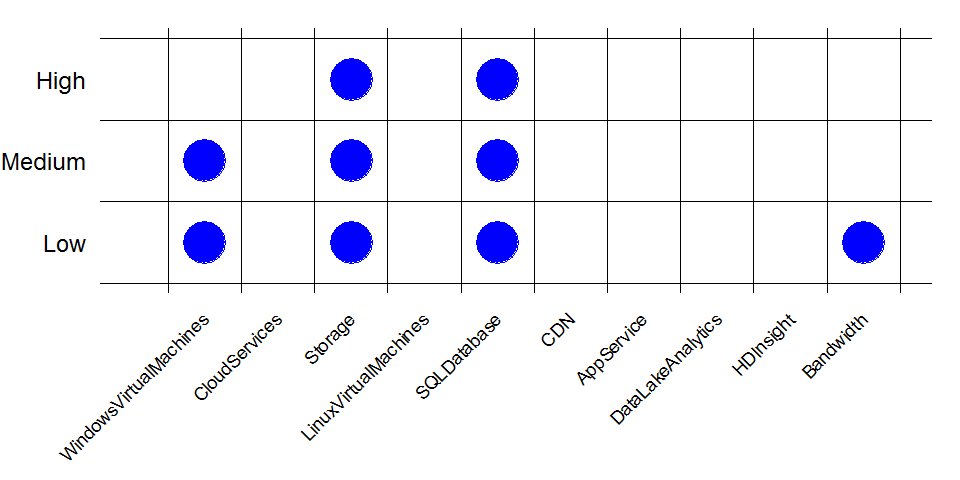 High
Medium
Low
WindowsVirtualMachines
CloudServices
Storage
LinuxVirtualMachines
SQLDatabase
CDN
AppService
DataLakeAnalytics
HDInsight
Bandwidth